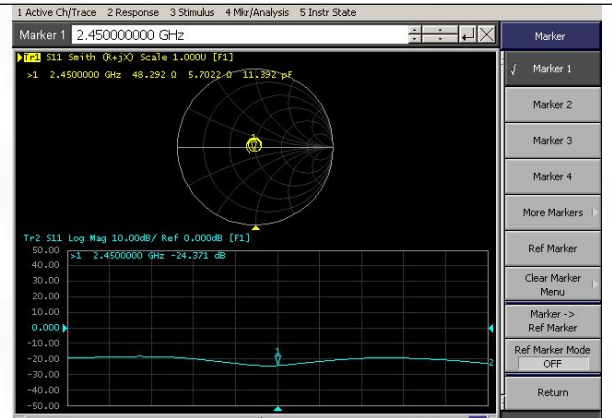 1 Active Ch/Trace 2 Response 3 Stimulus 4 Mkr/Analysis 5 Instr State
Marker 1 2.450000000 GHz
Marker
Tr1 S11 Smith (R+jX) Scale 1.000U [F1]
>1 2.4500000 GHz 48.292 Ω 5.7022 Ω 11.392 pF
√ Marker 1
Marker 2
Marker 3
Marker 4
More Markers
Ref Marker
Clear Marker
Menu
Marker ->
Ref Marker
Ref Marker Mode
OFF
Return
1
Tr2 S11 Log Mag 10.00dB/ Ref 0.000dB [F1]
50.00
>1 2.4500000 GHz -24.371 dB
40.00
30.00
20.00
10.00
0.000
-10.00
1
-20.00
2
-30.00
-40.00
-50.00